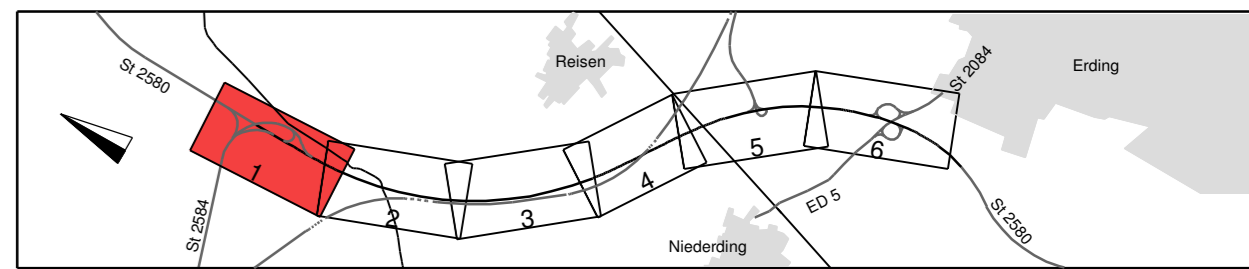 St 2580
Reisen
St 2084
Erding
1
2
3
4
5
6
St 2584
ED 5
St 2580
Niederding